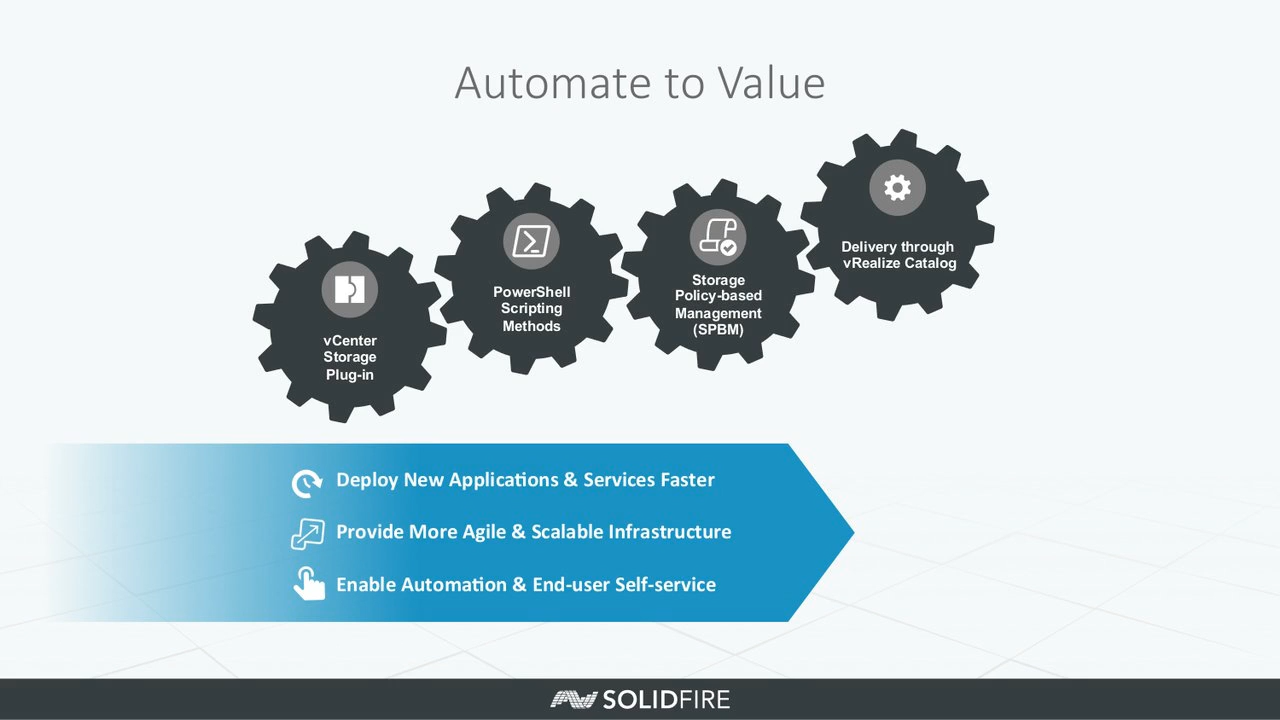 Automate to Value
vCenter
Storage
Plug-in
PowerShell
Scripting
Methods
Storage
Policy-based
Management
(SPBM)
Delivery through
vRealize Catalog
Deploy New Applications & Services Faster
Provide More Agile & Scalable Infrastructure
Enable Automation & End-user Self-service
SOLIDFIRE